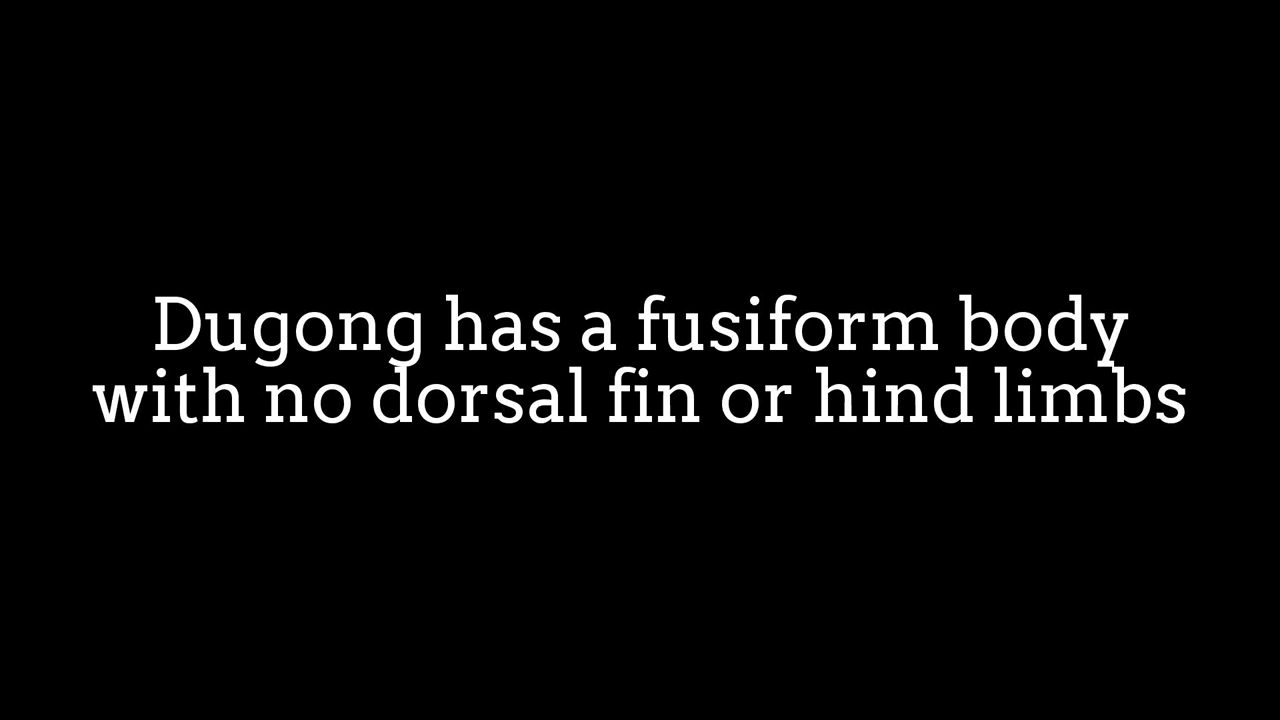 Dugong has a fusiform body
with no dorsal fin or hind limbs